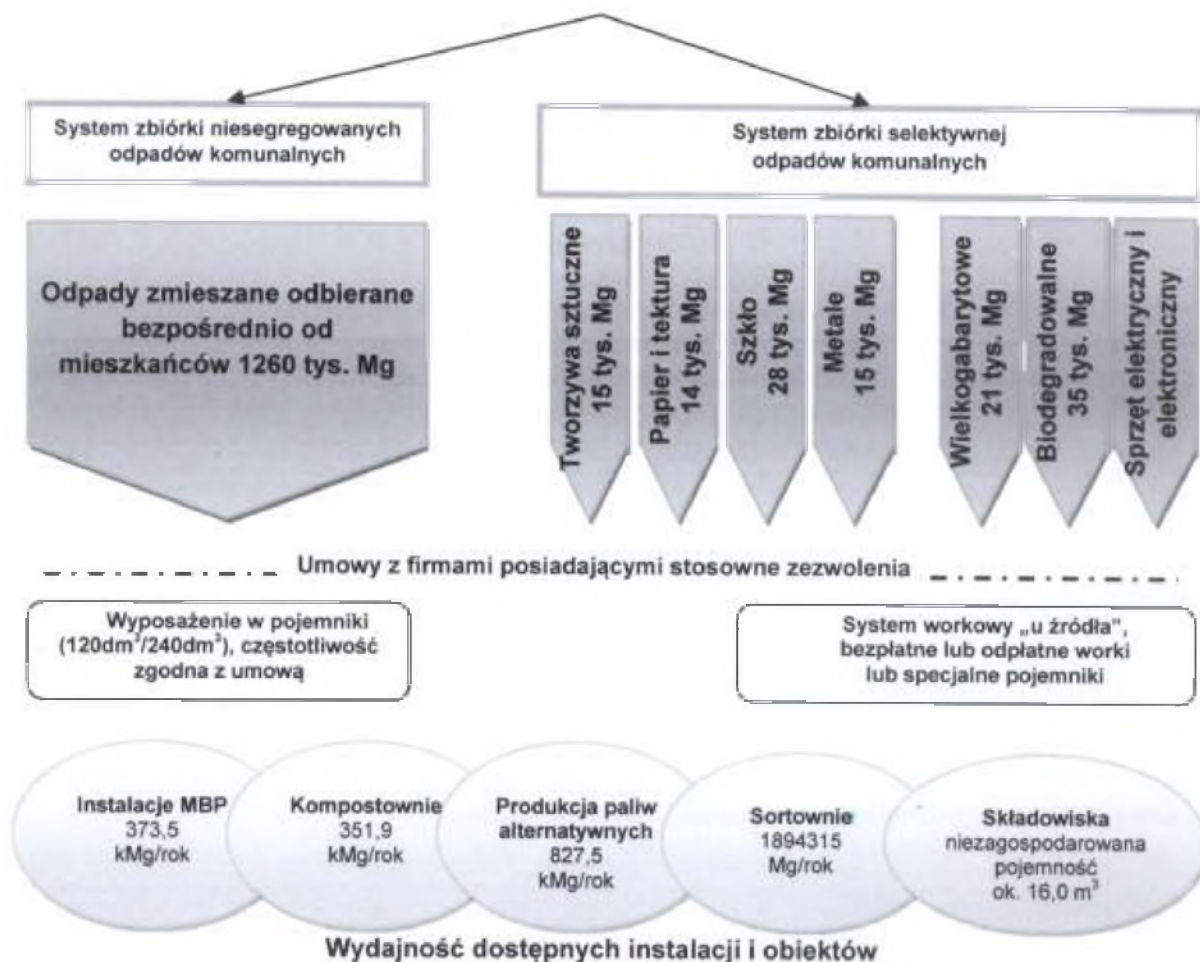 System zbiórki niesegregowanych
odpadów komunalnych
System zbiórki selektywnej
odpadów komunalnych
Odpady zmieszane odbierane
bezpośrednio od
mieszkańców 1260 tys. Mg
Tworzywa sztuczne
15 tys. Mg
Papier i tektura
14 tys. Mg
Szkło
28 tys. Mg
Metale
15 tys. Mg
Wielkogabarytowe
21 tys. Mg
Biodegradowalne
35 tys. Mg
Sprzęt elektryczny i
elektroniczny
Umowy z firmami posiadającymi stosowne zezwolenia
Wyposażenie w pojemniki
(120dm³/240dm³), częstotliwość
zgodna z umową
System workowy „u źródła”,
bezpłatne lub odpłatne worki
lub specjalne pojemniki
Instalacje MBP
373,5
kMg/rok
Kompostownie
351,9
kMg/rok
Produkcja paliw
alternatywnych
827,5
kMg/rok
Sortownie
1894315
Mg/rok
Składowiska
niezagospodarowana
pojemność
ok. 16,0 m³
Wydajność dostępnych instalacji i obiektów